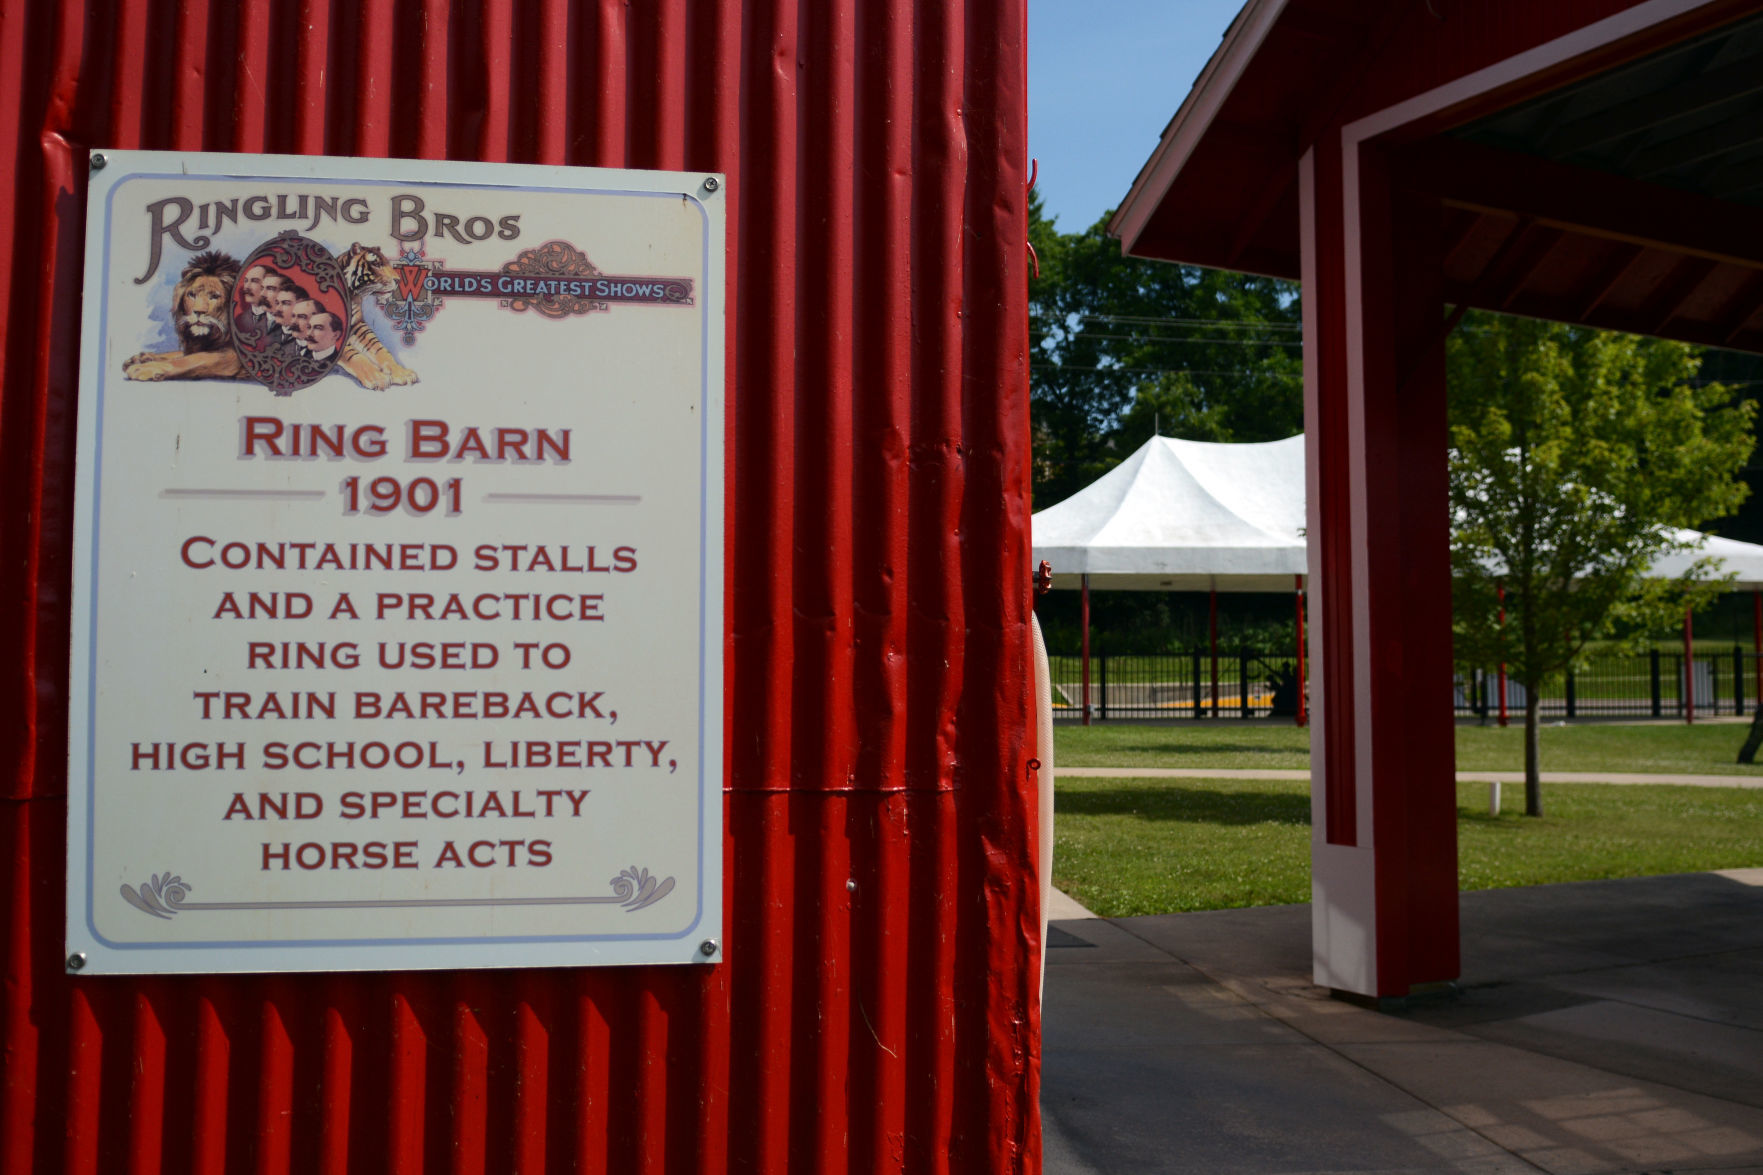 RINGLING BROS
WORLD'S GREATEST SHOWS
RING BARN
1901
CONTAINED STALLS
AND A PRACTICE
RING USED TO
TRAIN BAREBACK,
HIGH SCHOOL, LIBERTY,
AND SPECIALTY
HORSE ACTS